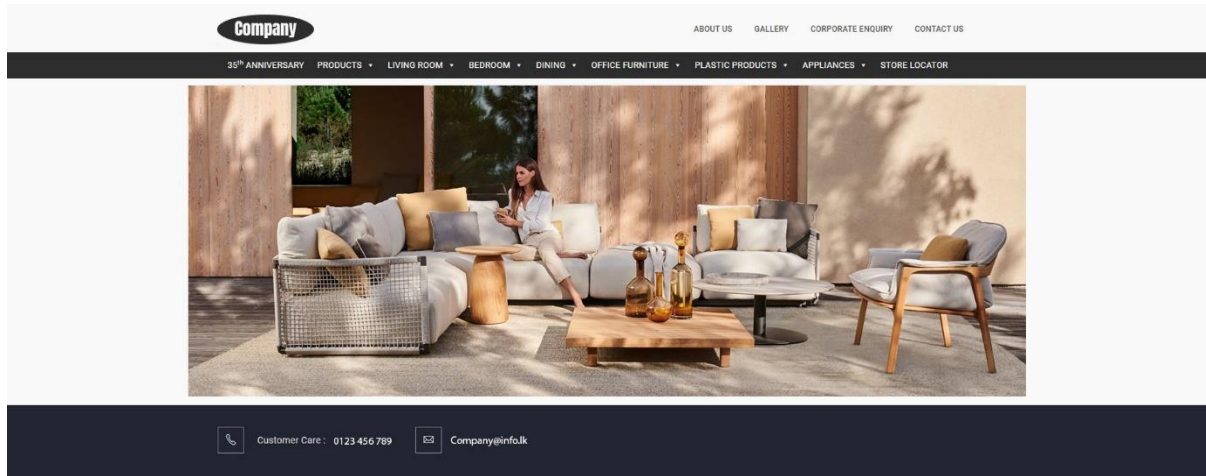 Company
ABOUT US GALLERY CORPORATE ENQUIRY CONTACT US
35th ANNIVERSARY PRODUCTS LIVING ROOM BEDROOM DINING OFFICE FURNITURE PLASTIC PRODUCTS APPLIANCES STORE LOCATOR
Customer Care : 0123 456 789 Company@info.lk